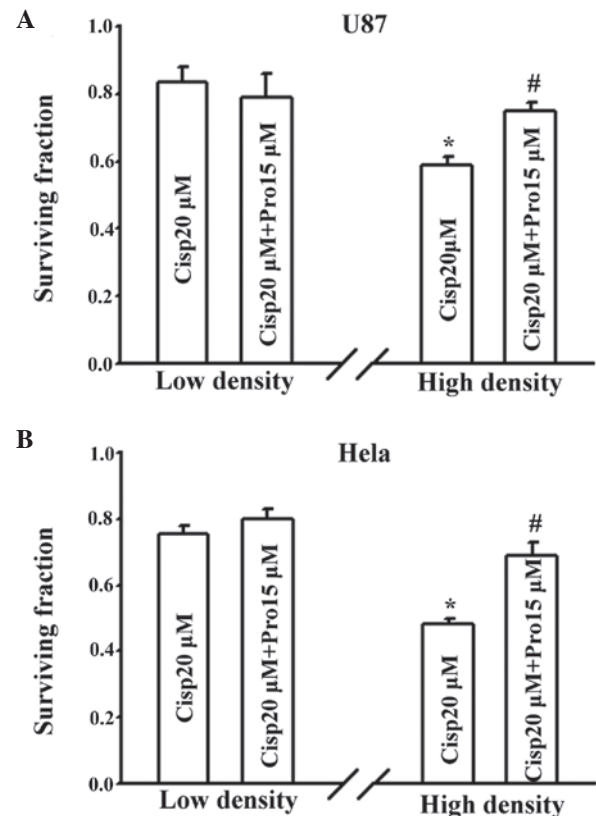 A
U87
Surviving fraction
1.0
0.8
0.6
0.4
0.2
0.0
Cisp20 µM
Cisp20 µM+Pro15 µM
*
Cisp20µM
#
Cisp20 µM+Pro15 µM
Low density
High density
B
Hela
Surviving fraction
1.0
0.8
0.6
0.4
0.2
0.0
Cisp20 µM
Cisp20 µM+Pro15 µM
*
Cisp20 µM
#
Cisp20 µM+Pro15 µM
Low density
High density